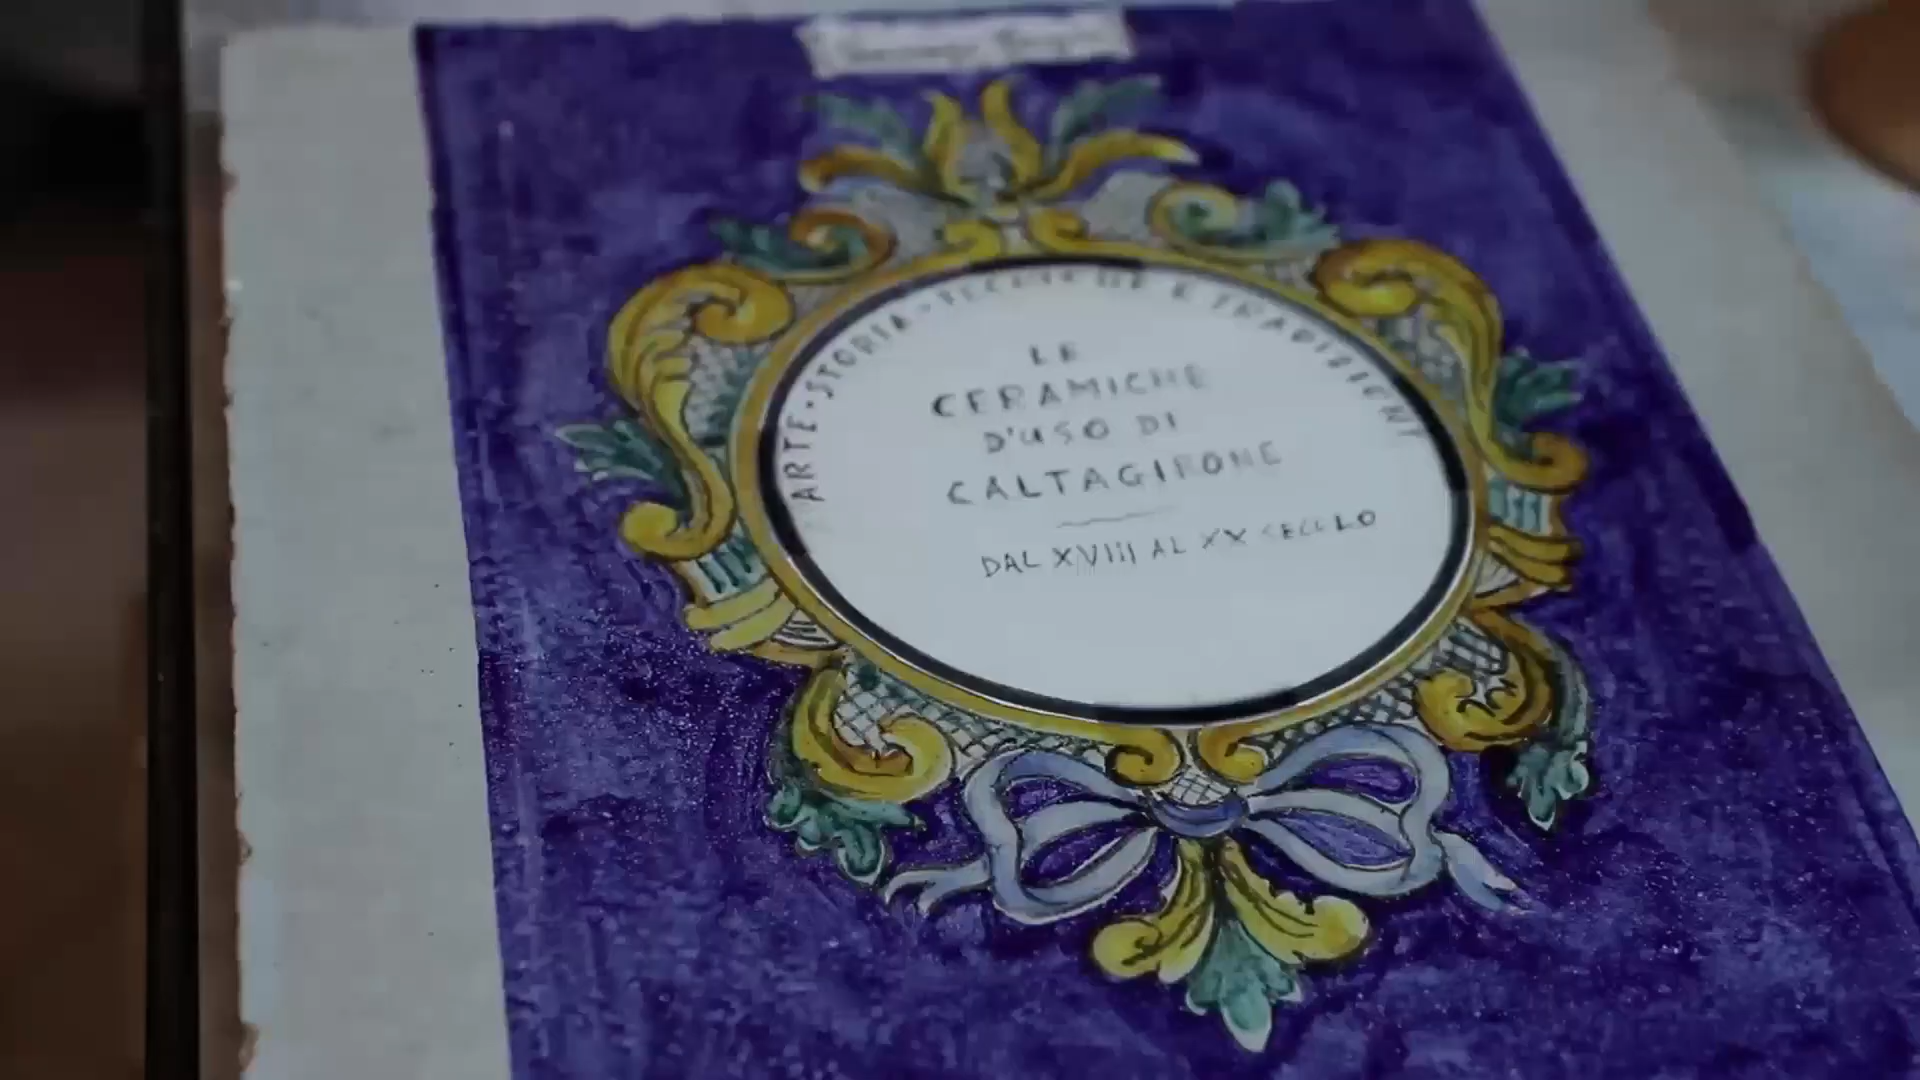 ARTE · STORIA · TECNICHE E TRADIZIONI
LE
CERAMICHE
D'USO DI
CALTAGIRONE
DAL XVIII AL XX SECOLO